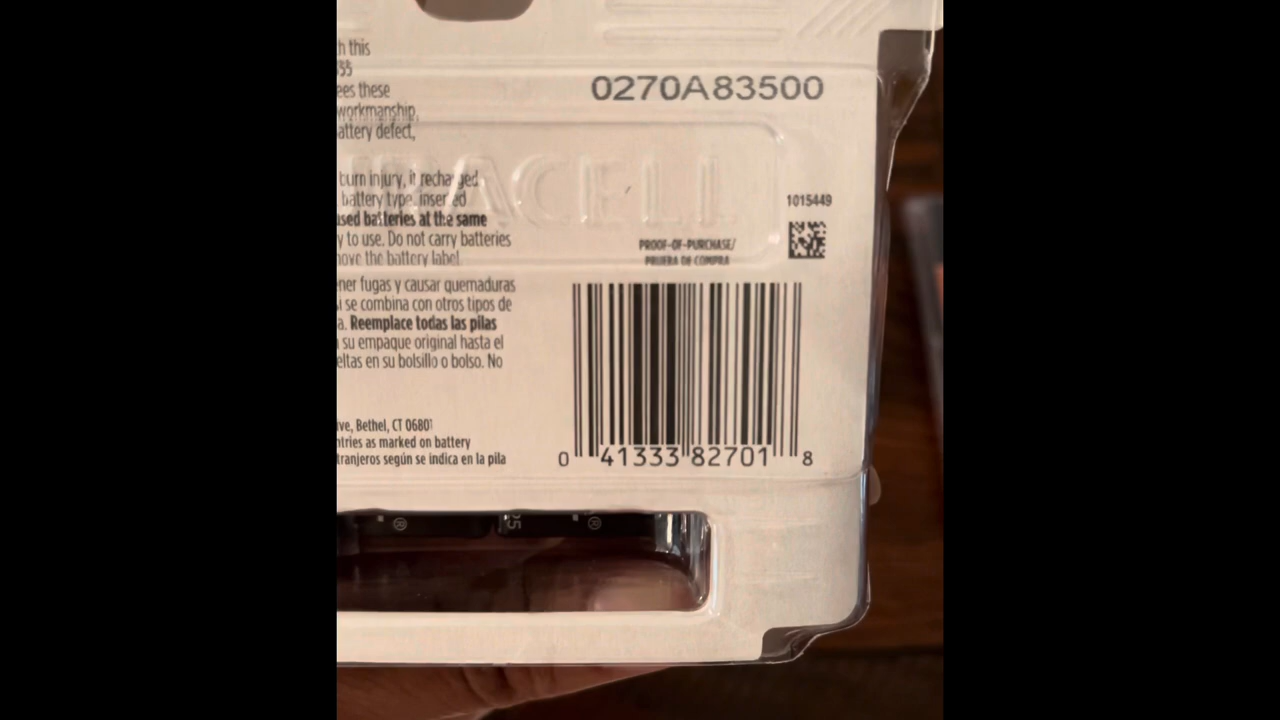 h this
ees these
workmanship,
attery defect,
burn injury, if recharged
battery type, inserted
used batteries at the same
y to use. Do not carry batteries
move the battery label.
ner fugas y causar quemaduras
si se combina con otros tipos de
a. Reemplace todas las pilas
su empaque original hasta el
eltas en su bolsillo o bolso. No
ive, Bethel, CT 06801
ntries as marked on battery
tranjeros según se indica en la pila
0270A83500
DURACELL
1015449
PROOF-OF-PURCHASE/
PRUEBA DE COMPRA
0 41333 82701 8